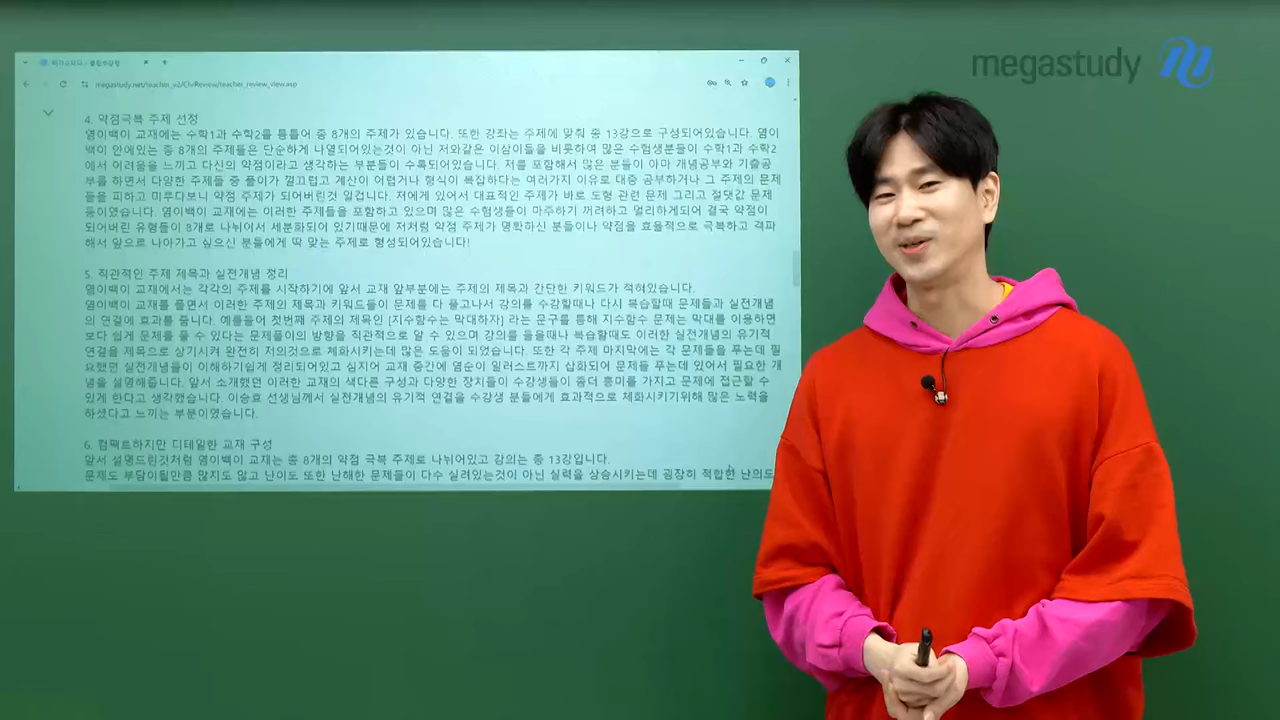 megastudy
megastudy.net/teacher_v2/ChrReview/teacher_review_view.asp
4. 약점극복 주제 선정
염이백이 교재에는 수학1과 수학2를 통틀어 총 8개의 주제가 있습니다. 또한 강좌는 주제에 맞춰 총 13강으로 구성되어있습니다. 염이
백이 안에있는 총 8개의 주제들은 단순하게 나열되어있는것이 아닌 저와같은 이삼이들을 비롯하여 많은 수험생분들이 수학1과 수학2
에서 어려움을 느끼고 다신의 약점이라고 생각하는 부분들이 수록되어있습니다. 저를 포함해서 많은 분들이 아마 개념공부와 기출공
부를 하면서 다양한 주제들 중 풀이가 껄끄럽고 계산이 어렵거나 형식이 복잡하다는 여러가지 이유로 대충 공부하거나 그 주제의 문제
들을 피하고 미루다보니 약점 주제가 되어버린것 일겁니다. 저에게 있어서 대표적인 주제가 바로 도형 관련 문제 그리고 절댓값 문제
등이였습니다. 염이백이 교재에는 이러한 주제들을 포함하고 있으며 많은 수험생들이 마주하기 꺼려하고 멀리하게되어 결국 약점이
되어버린 유형들이 8개로 나뉘어서 세분화되어 있기때문에 저처럼 약점 주제가 명확하신 분들이나 약점을 효율적으로 극복하고 격파
해서 앞으로 나아가고 싶으신 분들에게 딱 맞는 주제로 형성되어있습니다!
5. 직관적인 주제 제목과 실전개념 정리
염이백이 교재에서는 각각의 주제를 시작하기에 앞서 교재 앞부분에는 주제의 제목과 간단한 키워드가 적혀있습니다.
염이백이 교재를 풀면서 이러한 주제의 제목과 키워드들이 문제를 다 풀고나서 강의를 수강할때나 다시 복습할때 문제들과 실전개념
의 연결에 효과를 줍니다. 예를들어 첫번째 주제의 제목인 [지수함수는 막대하자] 라는 문구를 통해 지수함수 문제는 막대를 이용하면
보다 쉽게 문제를 풀 수 있다는 문제풀이의 방향을 직관적으로 알 수 있으며 강의를 들을때나 복습할때도 이러한 실전개념의 유기적
연결을 제목으로 상기시켜 완전히 저의것으로 체화시키는데 많은 도움이 되었습니다. 또한 각 주제 마지막에는 각 문제들을 푸는데 필
요했던 실전개념들이 이해하기쉽게 정리되어있고 심지어 교재 중간에 염순이 일러스트까지 삽화되어 문제들 푸는데 있어서 필요한 개
념을 설명해줍니다. 앞서 소개했던 이러한 교재의 색다른 구성과 다양한 장치들이 수강생들이 좀더 흥미를 가지고 문제에 접근할 수
있게 한다고 생각했습니다. 이승효 선생님께서 실전개념의 유기적 연결을 수강생 분들에게 효과적으로 체화시키기위해 많은 노력을
하셨다고 느끼는 부분이였습니다.
6. 컴팩트하지만 디테일한 교재 구성
앞서 설명드린것처럼 염이백이 교재는 총 8개의 약점 극복 주제로 나뉘어있고 강의는 총 13강입니다.
문제도 부담이될만큼 많지도 않고 난이도 또한 난해한 문제들이 다수 실려있는것이 아닌 실력을 상승시키는데 굉장히 적합한 난의도